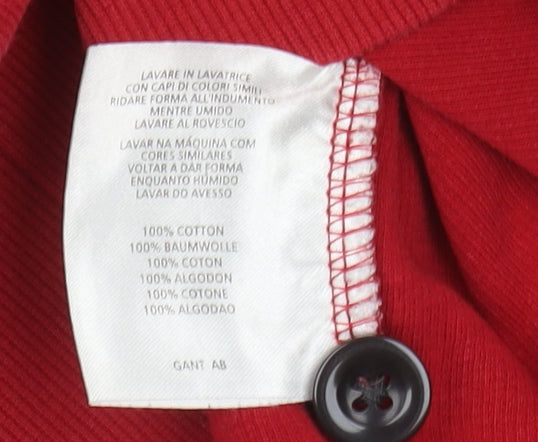 LAVARE IN LAVATRICE
CON CAPI DI COLORI SIMILI
RIDARE FORMA ALL'INDUMENTO
MENTRE UMIDO
LAVARE AL ROVESCIO
LAVAR NA MÁQUINA COM
CORES SIMILARES
VOLTAR A DAR FORMA
ENQUANTO HÚMIDO
LAVAR DO AVESSO
100% COTTON
100% BAUMWOLLE
100% COTON
100% ALGODON
100% COTONE
100% ALGODAO
GANT AB